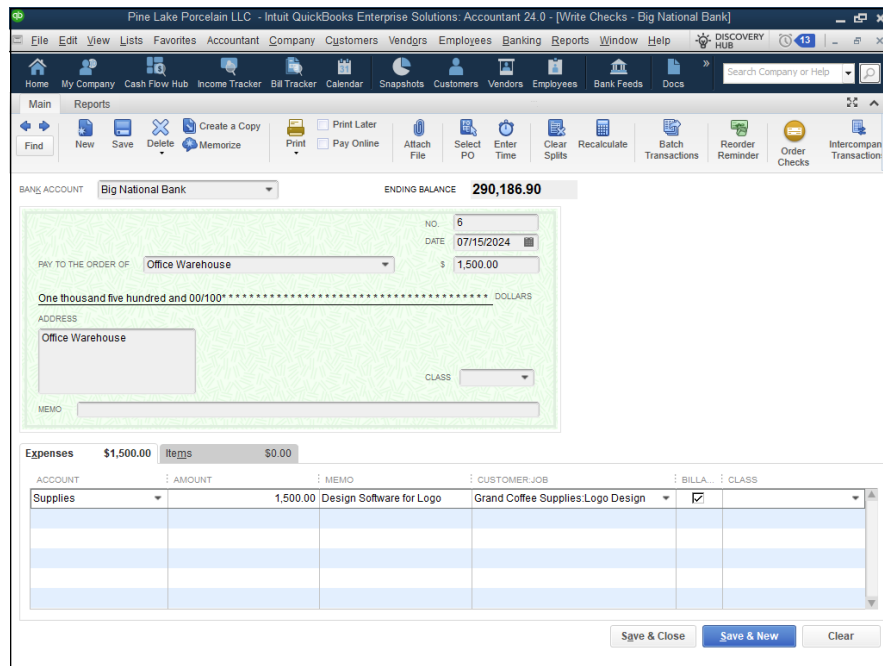 Pine Lake Porcelain LLC - Intuit QuickBooks Enterprise Solutions: Accountant 24.0 - [Write Checks - Big National Bank]
File Edit View Lists Favorites Accountant Company Customers Vendors Employees Banking Reports Window Help DISCOVERY HUB 13
Home My Company Cash Flow Hub Income Tracker Bill Tracker Calendar Snapshots Customers Vendors Employees Bank Feeds Docs » Search Company or Help
Main Reports
Find New Save Delete Create a Copy Memorize Print Print Later Pay Online Attach File Select PO Enter Time Clear Splits Recalculate Batch Transactions Reorder Reminder Order Checks Intercompan Transaction
BANK ACCOUNT Big National Bank ENDING BALANCE 290,186.90
NO. 6
DATE 07/15/2024
PAY TO THE ORDER OF Office Warehouse $ 1,500.00
One thousand five hundred and 00/100* * * * * * * * * * * * * * * * * * * * * * * * * * * * * * * * * * * * * * * DOLLARS
ADDRESS
Office Warehouse
CLASS
MEMO
Expenses $1,500.00 Items $0.00
ACCOUNT AMOUNT MEMO CUSTOMER:JOB BILLA... CLASS
Supplies 1,500.00 Design Software for Logo Grand Coffee Supplies:Logo Design
Save & Close Save & New Clear